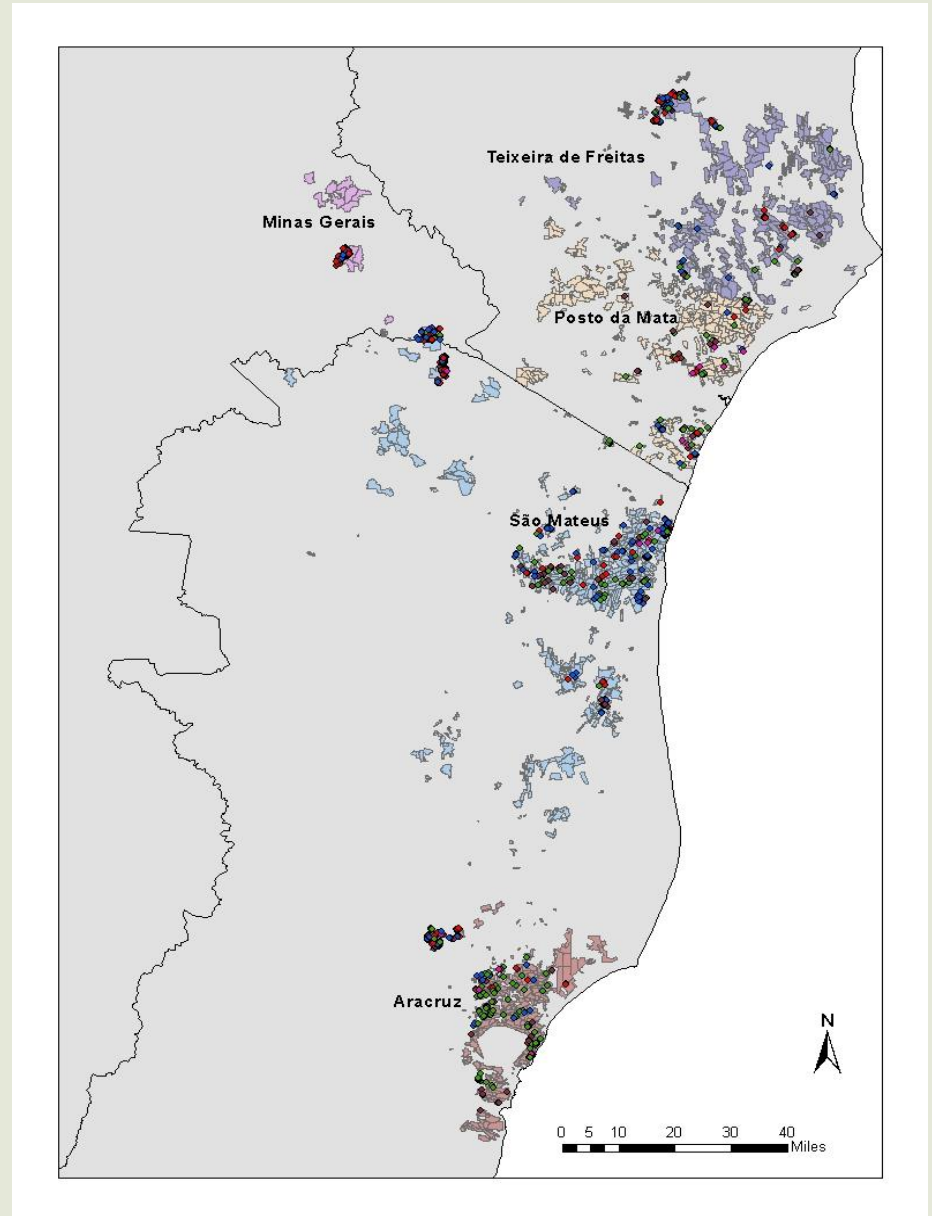 Teixeira de Freitas
Minas Gerais
Posto da Mata
São Mateus
Aracruz
N
0 5 10 20 30 40
Miles